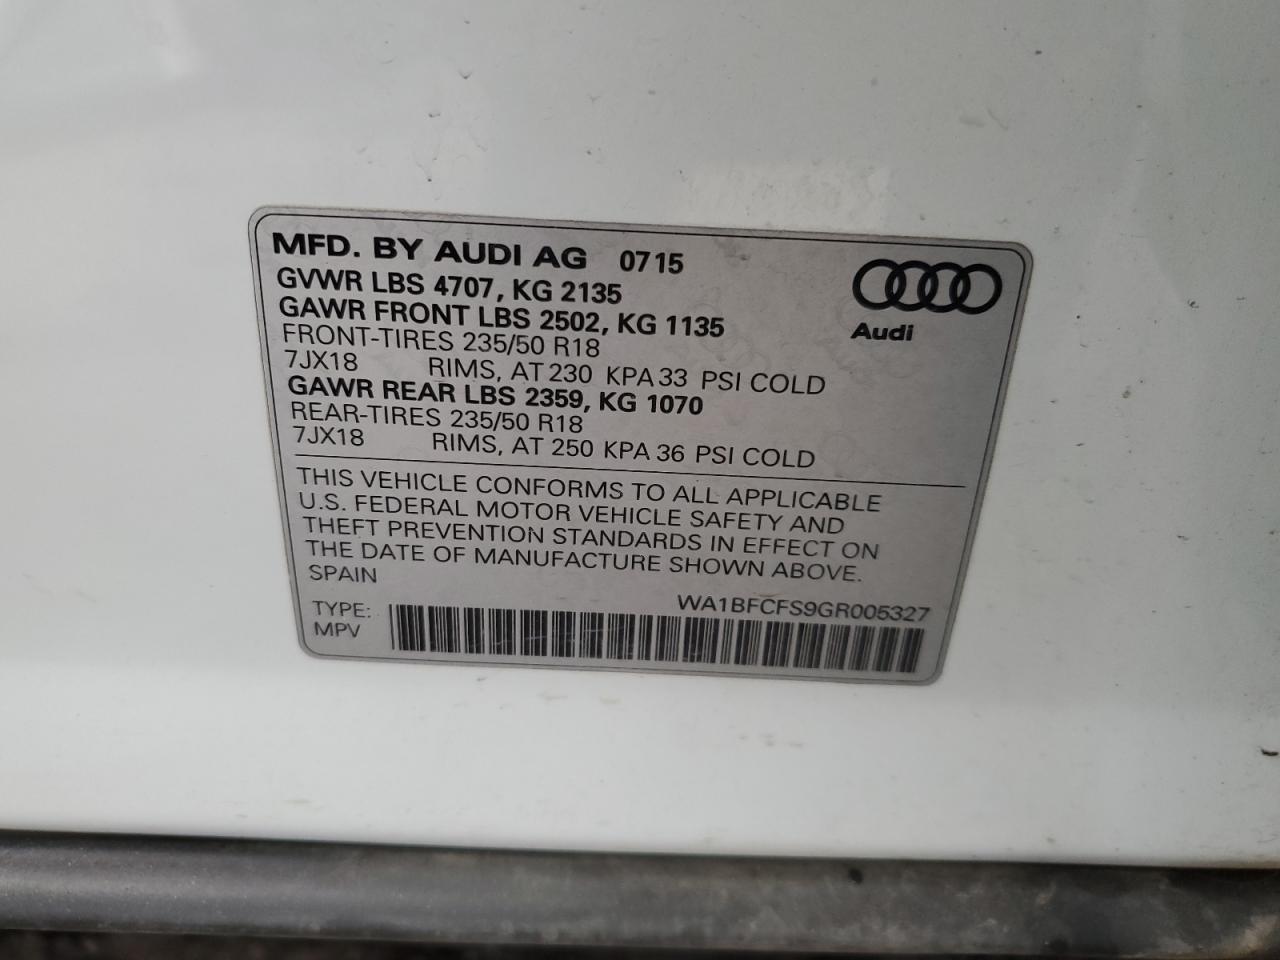 MFD. BY AUDI AG 0715
GVWR LBS 4707, KG 2135
GAWR FRONT LBS 2502, KG 1135
FRONT-TIRES 235/50 R18
7JX18 RIMS, AT 230 KPA 33 PSI COLD
GAWR REAR LBS 2359, KG 1070
REAR-TIRES 235/50 R18
7JX18 RIMS, AT 250 KPA 36 PSI COLD
Audi
THIS VEHICLE CONFORMS TO ALL APPLICABLE
U.S. FEDERAL MOTOR VEHICLE SAFETY AND
THEFT PREVENTION STANDARDS IN EFFECT ON
THE DATE OF MANUFACTURE SHOWN ABOVE.
SPAIN
WA1BFCFS9GR005327
TYPE:
MPV